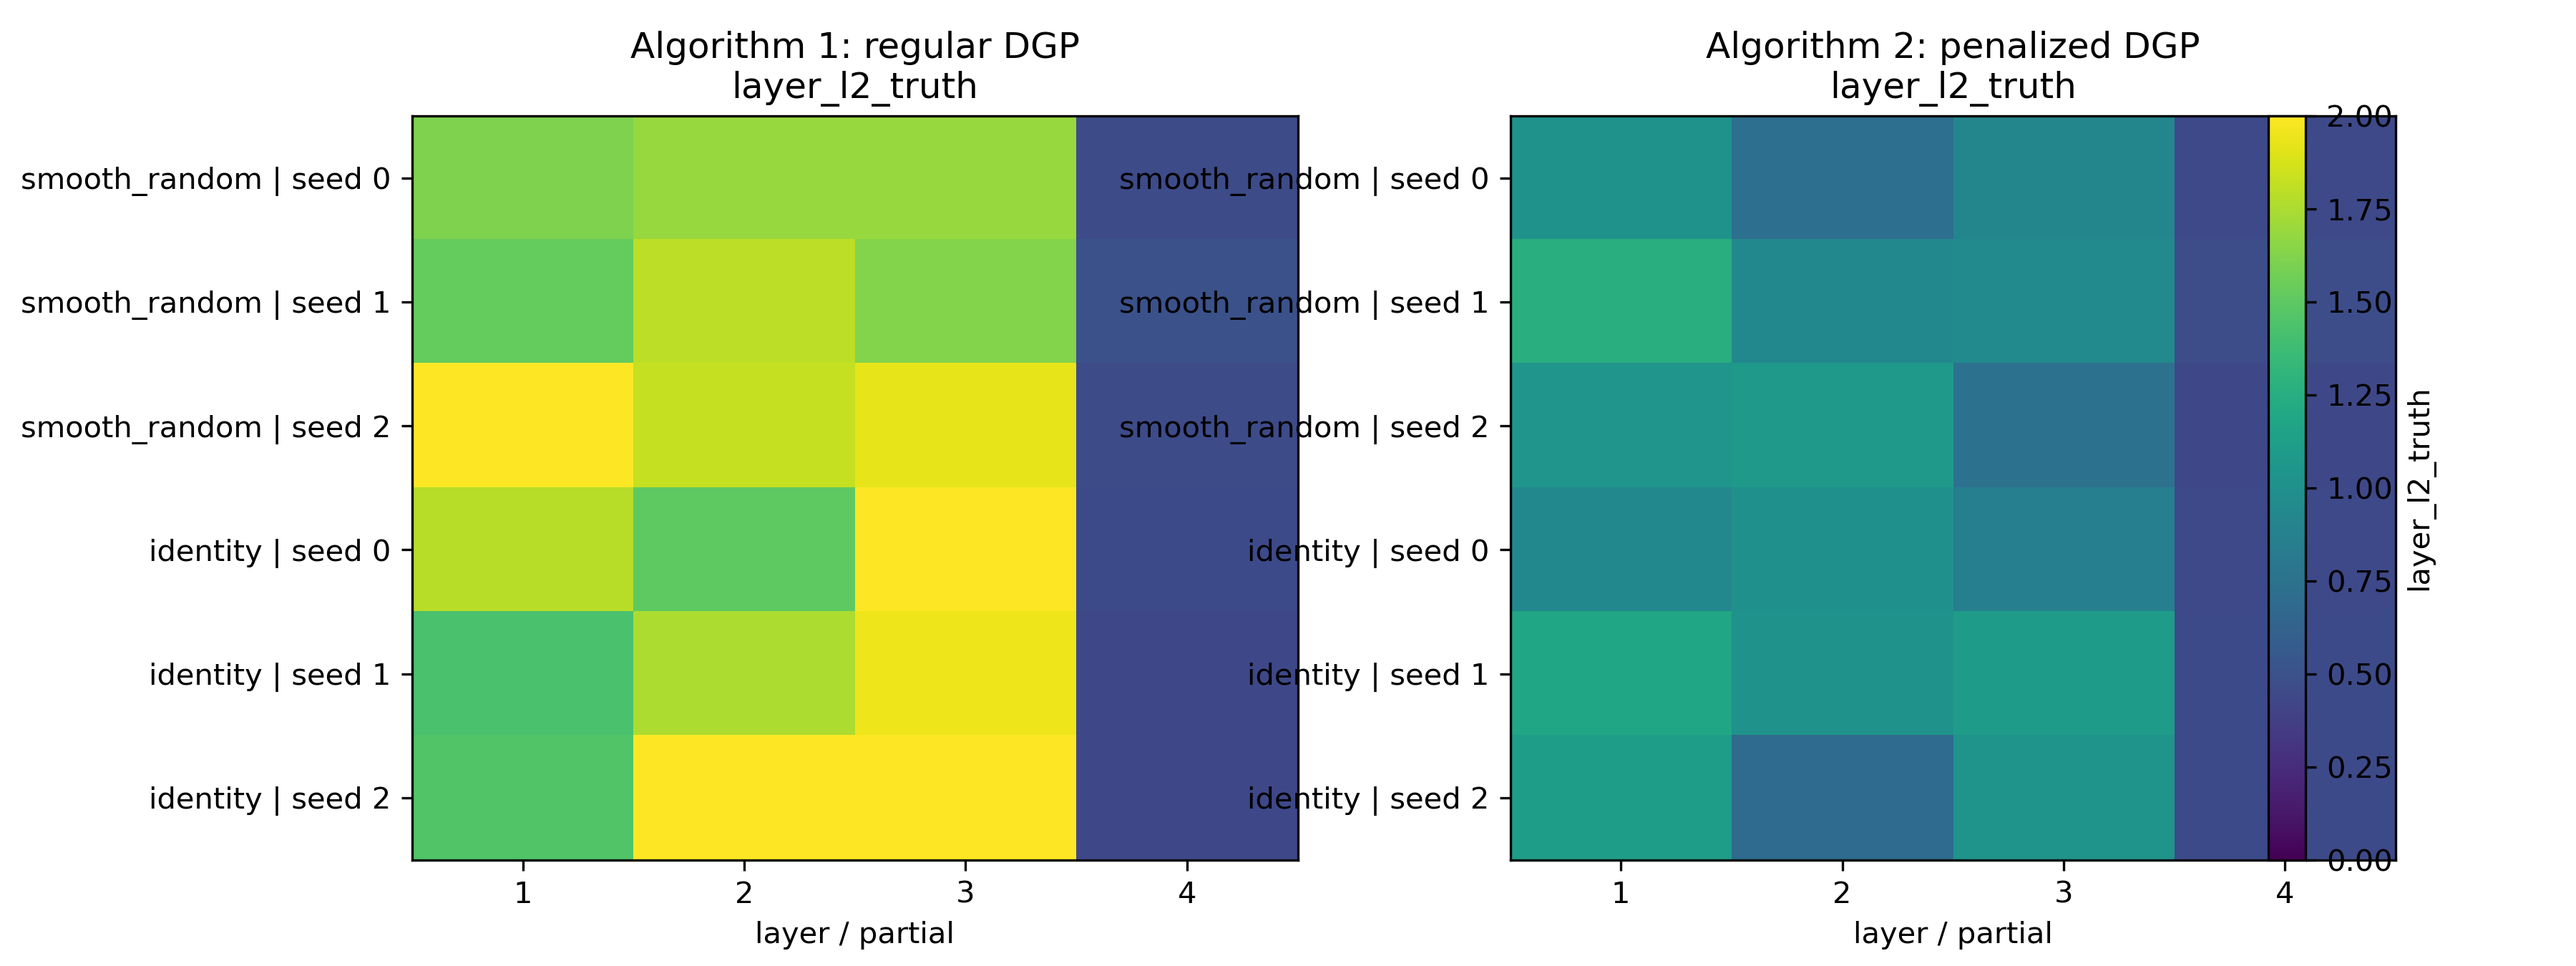 Algorithm 1: regular DGP
layer_l2_truth
smooth_random | seed 0
smooth_random | seed 1
smooth_random | seed 2
identity | seed 0
identity | seed 1
identity | seed 2
1 2 3 4
layer / partial
Algorithm 2: penalized DGP
layer_l2_truth
smooth_random | seed 0
smooth_random | seed 1
smooth_random | seed 2
identity | seed 0
identity | seed 1
identity | seed 2
1 2 3 4
layer / partial
2.00
1.75
1.50
1.25
1.00
0.75
0.50
0.25
0.00
layer_l2_truth